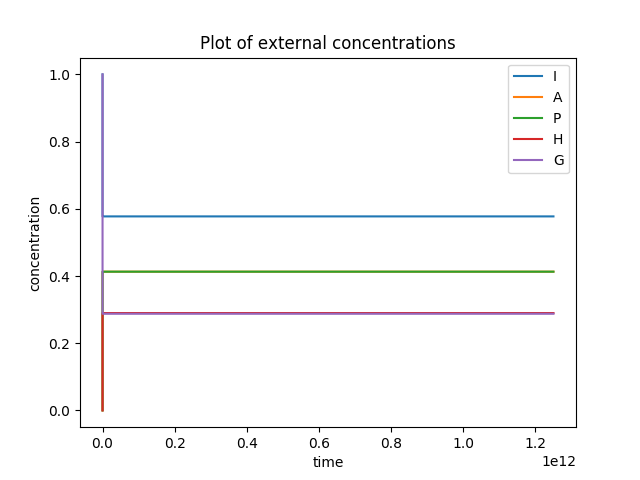 Plot of external concentrations
I
A
P
H
G
concentration
1.0
0.8
0.6
0.4
0.2
0.0
0.0 0.2 0.4 0.6 0.8 1.0 1.2
1e12
time